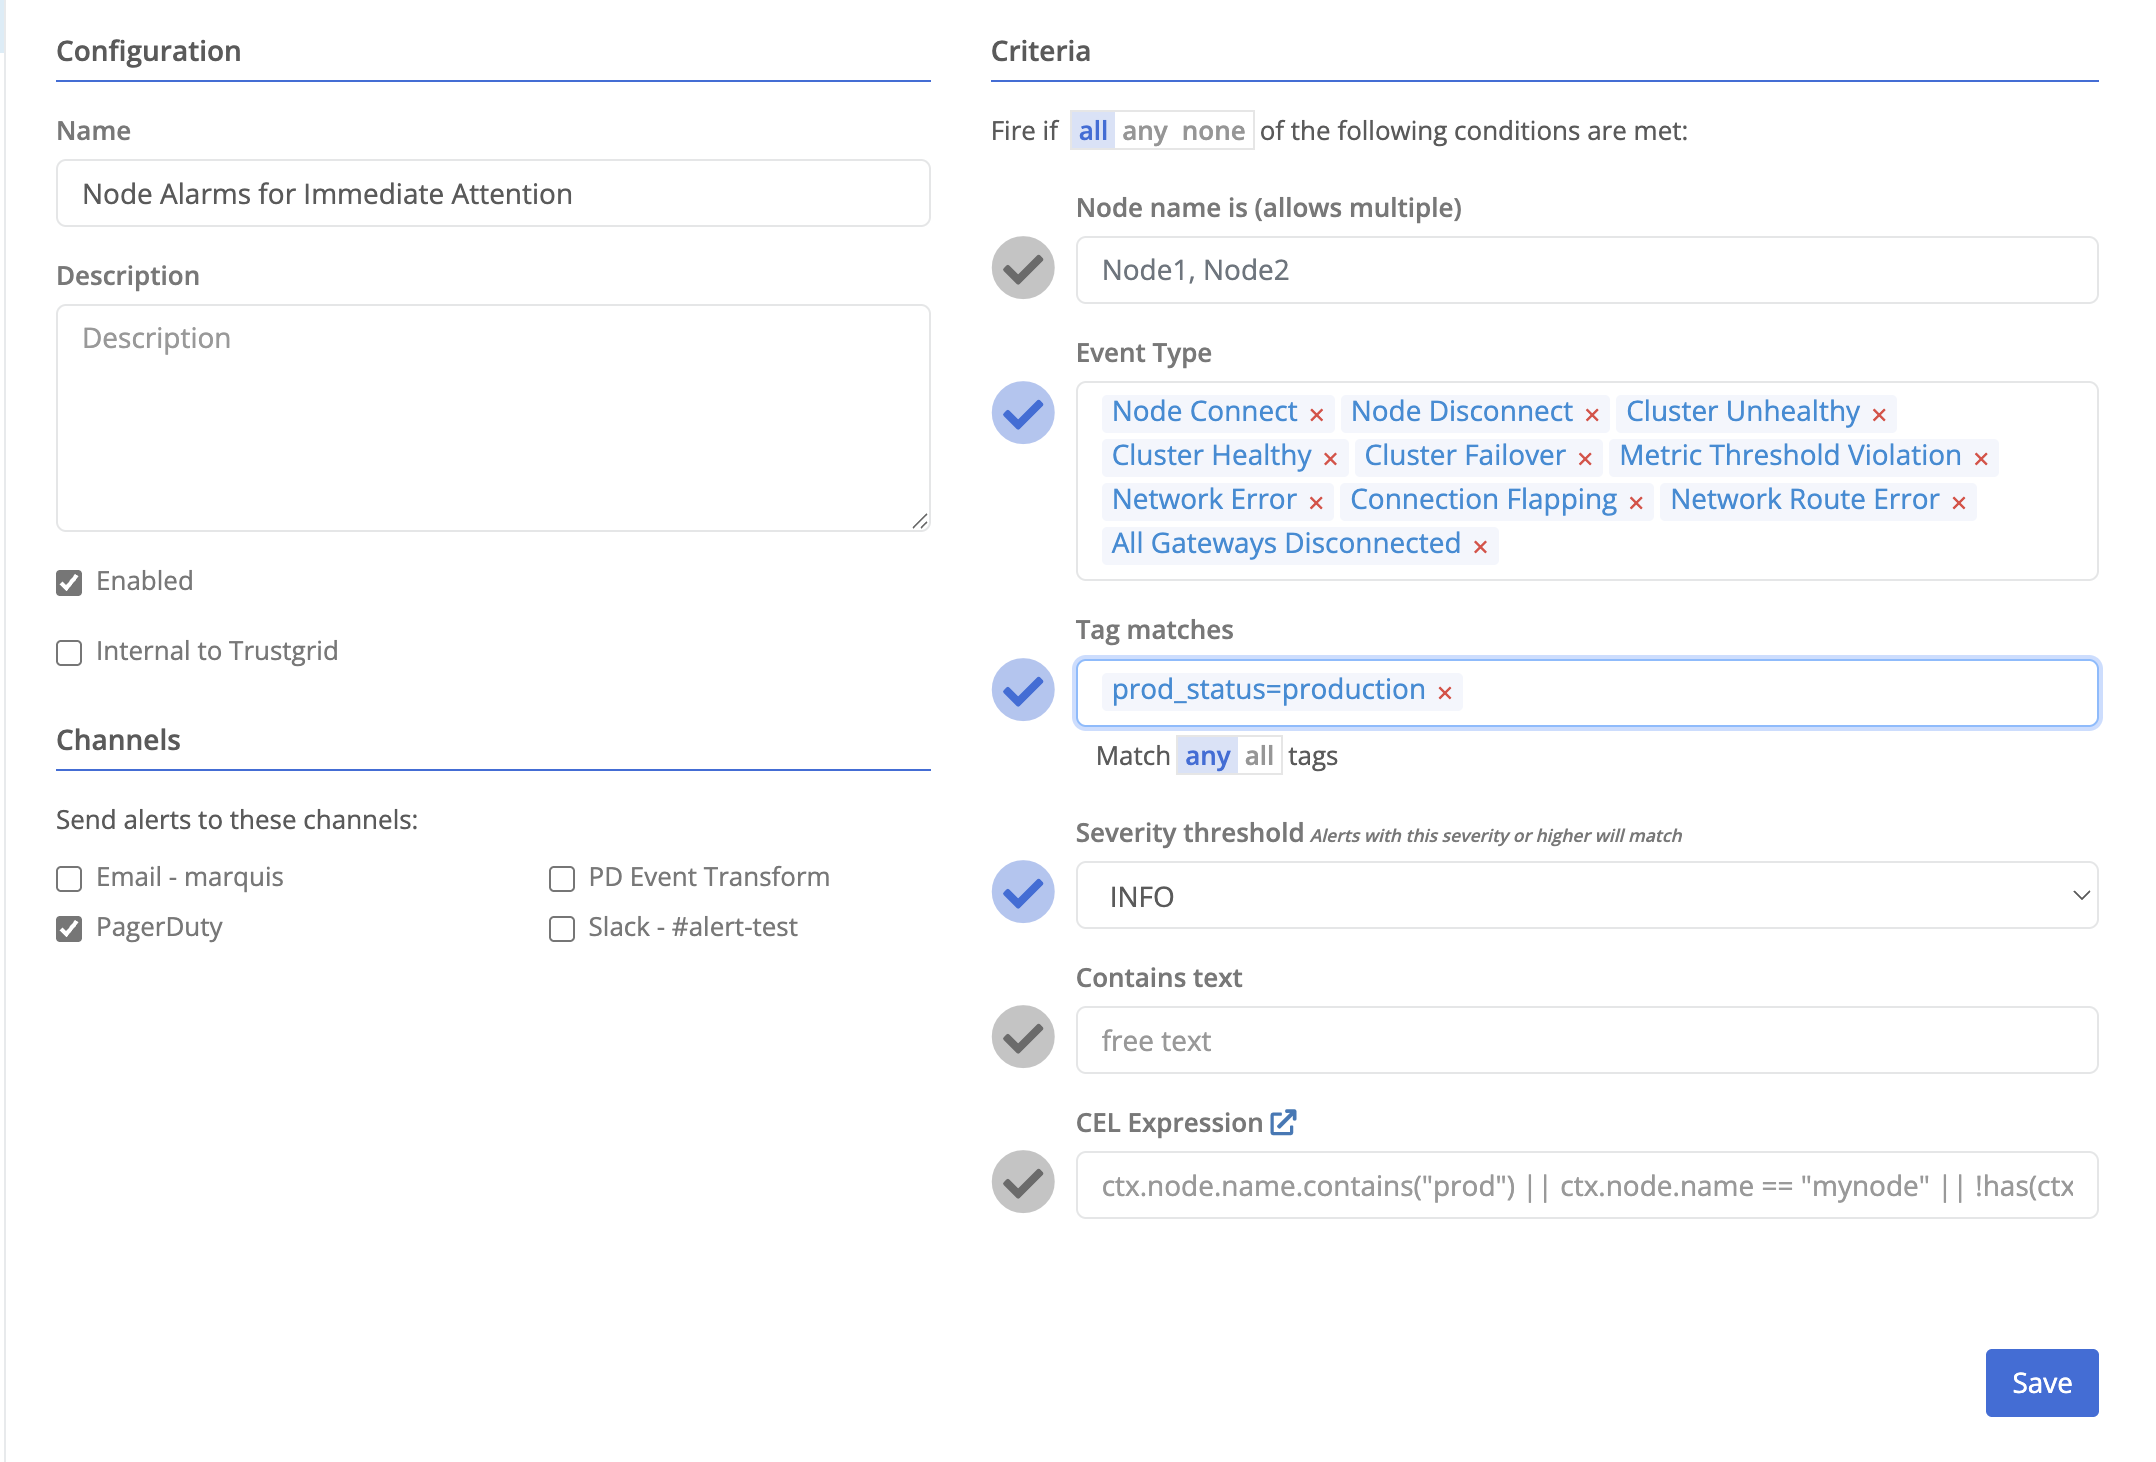 Configuration
Name
Node Alarms for Immediate Attention
Description
Description
Enabled
Internal to Trustgrid
Channels
Send alerts to these channels:
Email - marquis
PD Event Transform
PagerDuty
Slack - #alert-test
Criteria
Fire if all any none of the following conditions are met:
Node name is (allows multiple)
Node1, Node2
Event Type
Node Connect × Node Disconnect × Cluster Unhealthy ×
Cluster Healthy × Cluster Failover × Metric Threshold Violation ×
Network Error × Connection Flapping × Network Route Error ×
All Gateways Disconnected ×
Tag matches
prod_status=production ×
Match any all tags
Severity threshold Alerts with this severity or higher will match
INFO
Contains text
free text
CEL Expression
ctx.node.name.contains("prod") || ctx.node.name == "mynode" || !has(ctx
Save